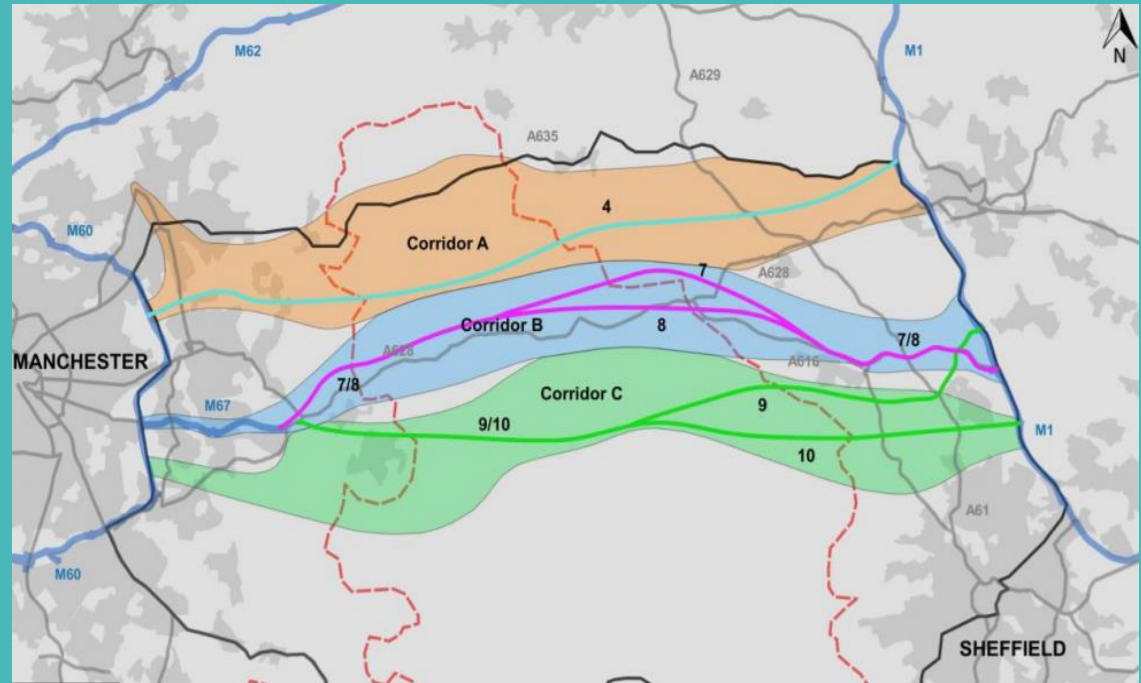 M62
M1
A629
N
A635
4
M60
Corridor A
7
A628
Corridor B
8
7/8
MANCHESTER
A628
A616
7/8
Corridor C
M67
9
9/10
M1
10
A61
M60
SHEFFIELD